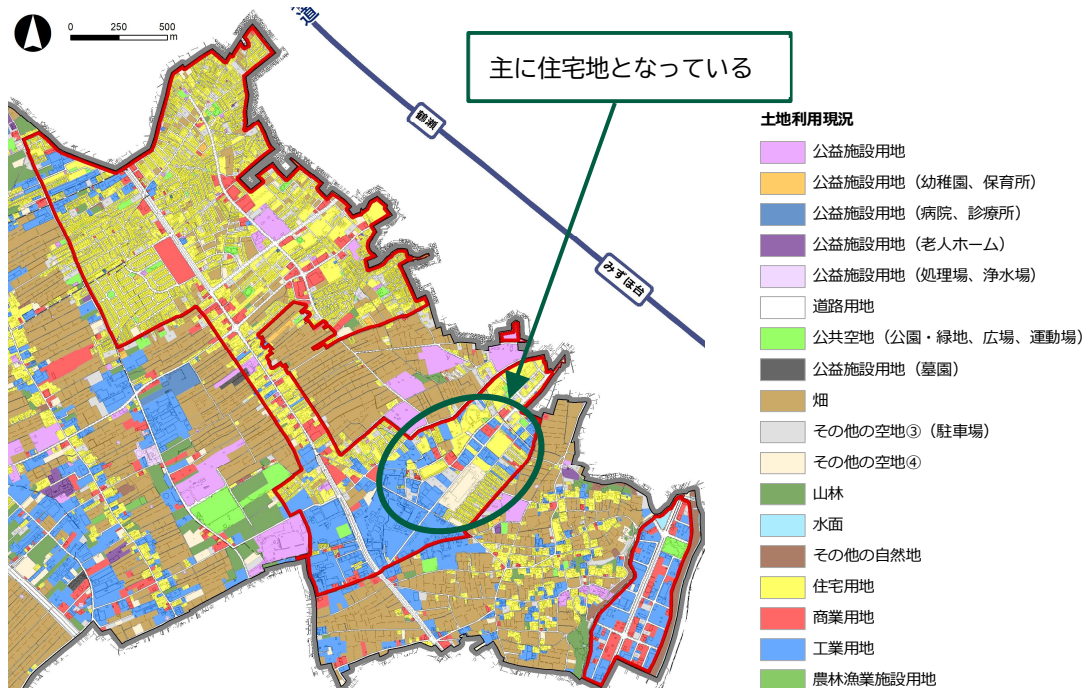 0 250 500
m
道
主に住宅地となっている
鶴瀬
みずほ台
土地利用現況
公益施設用地
公益施設用地（幼稚園、保育所）
公益施設用地（病院、診療所）
公益施設用地（老人ホーム）
公益施設用地（処理場、浄水場）
道路用地
公共空地（公園・緑地、広場、運動場）
公益施設用地（墓園）
畑
その他の空地③（駐車場）
その他の空地④
山林
水面
その他の自然地
住宅用地
商業用地
工業用地
農林漁業施設用地